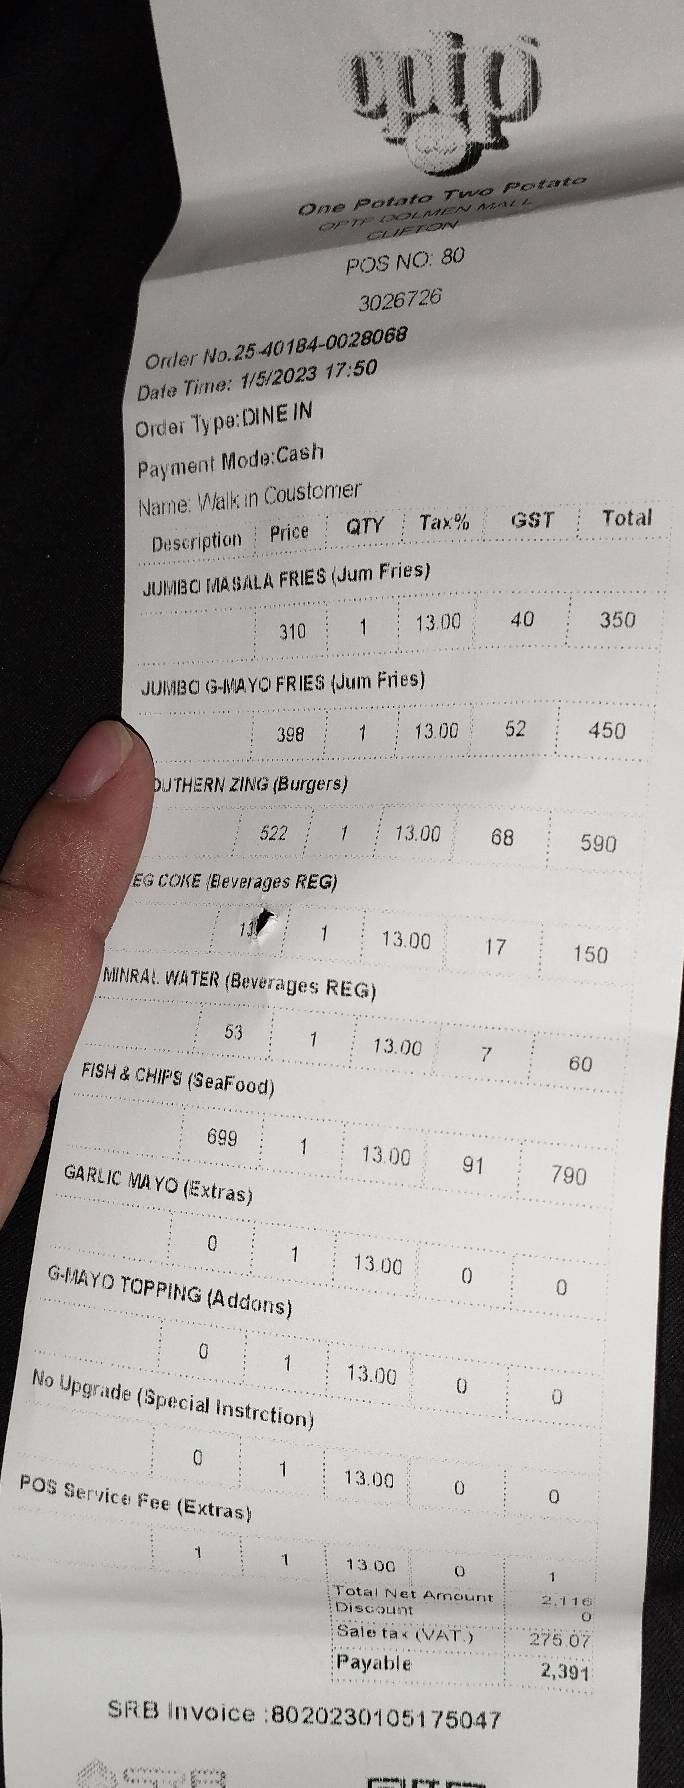 optp
One Potato Two Potato
OPTP DOLMEN MALL
CLIFTON
POS NO: 80
3026726
Order No.25-40184-0028068
Date Time: 1/5/2023 17:50
Order Type:DINE IN
Payment Mode:Cash
Name: Walk in Coustomer
Description Price QTY Tax% GST Total
JUMBO MASALA FRIES (Jum Fries)
310 1 13.00 40 350
JUMBO G-MAYO FRIES (Jum Fries)
398 1 13.00 52 450
OUTHERN ZING (Burgers)
522 1 13.00 68 590
EG COKE (Beverages REG)
1 13.00 17 150
MINRAL WATER (Beverages REG)
53 1 13.00 7 60
FISH & CHIPS (SeaFood)
699 1 13.00 91 790
GARLIC MAYO (Extras)
0 1 13.00 0 0
G-MAYO TOPPING (Addons)
0 1 13.00 0 0
No Upgrade (Special Instrction)
0 1 13.00 0 0
POS Service Fee (Extras)
1 1 13.00 0 1
Total Net Amount 2,116
Discount 0
Sale tax (VAT.) 275.07
Payable 2,391
SRB Invoice :8020230105175047